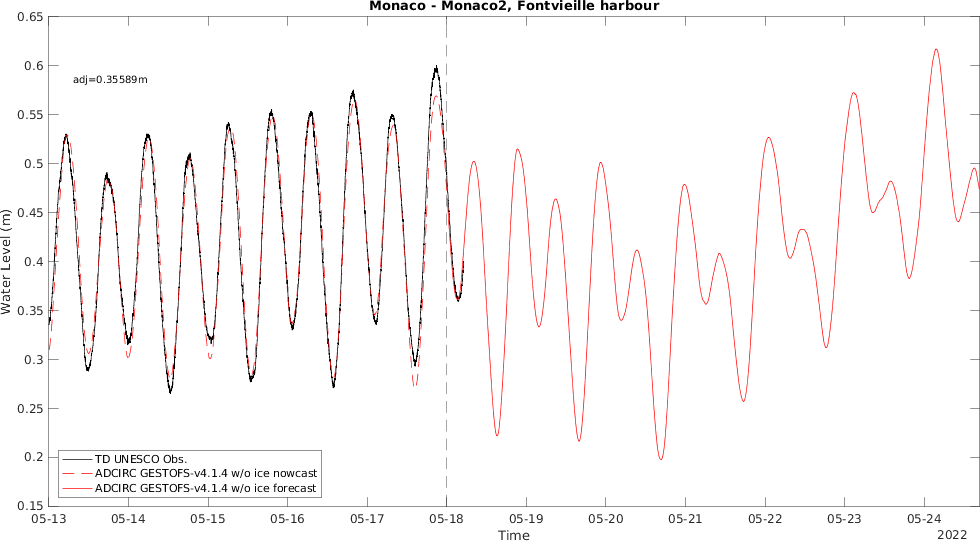 Monaco - Monaco2, Fontvieille harbour
0.65
0.6
0.55
0.5
0.45
0.4
0.35
0.3
0.25
0.2
0.15
Water Level (m)
adj=0.35589m
TD UNESCO Obs.
ADCIRC GESTOFS-v4.1.4 w/o ice nowcast
ADCIRC GESTOFS-v4.1.4 w/o ice forecast
05-13 05-14 05-15 05-16 05-17 05-18 05-19 05-20 05-21 05-22 05-23 05-24
Time
2022